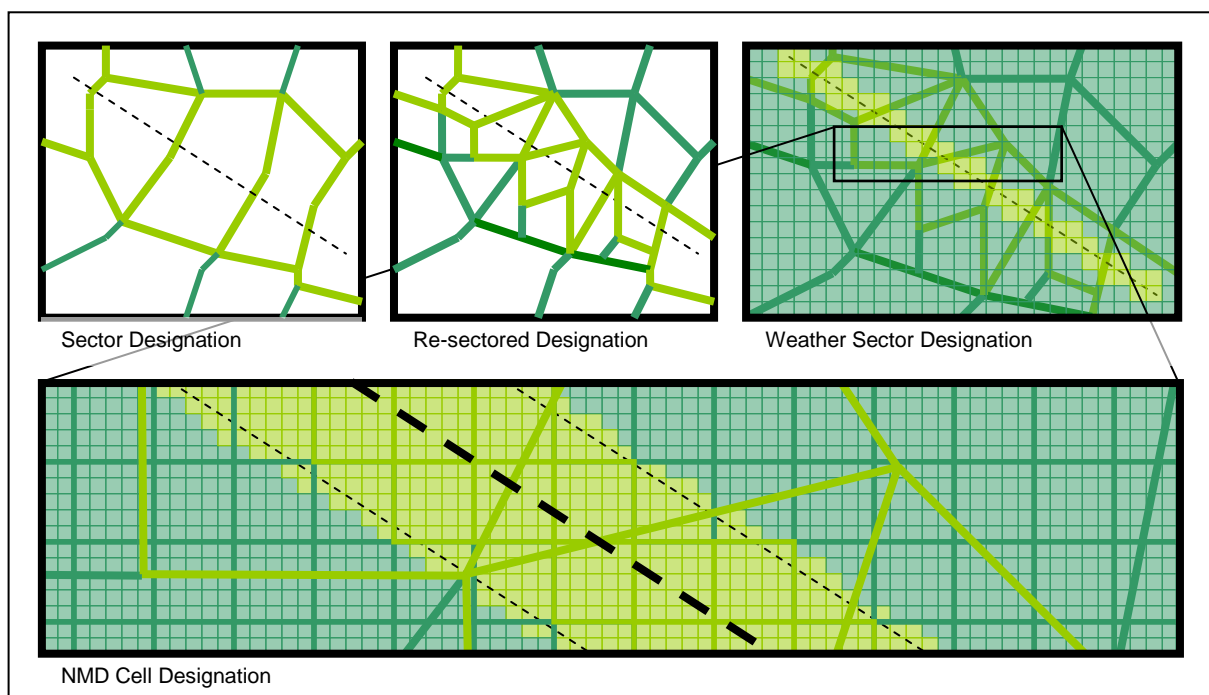 Sector Designation
Re-sectored Designation
Weather Sector Designation
NMD Cell Designation